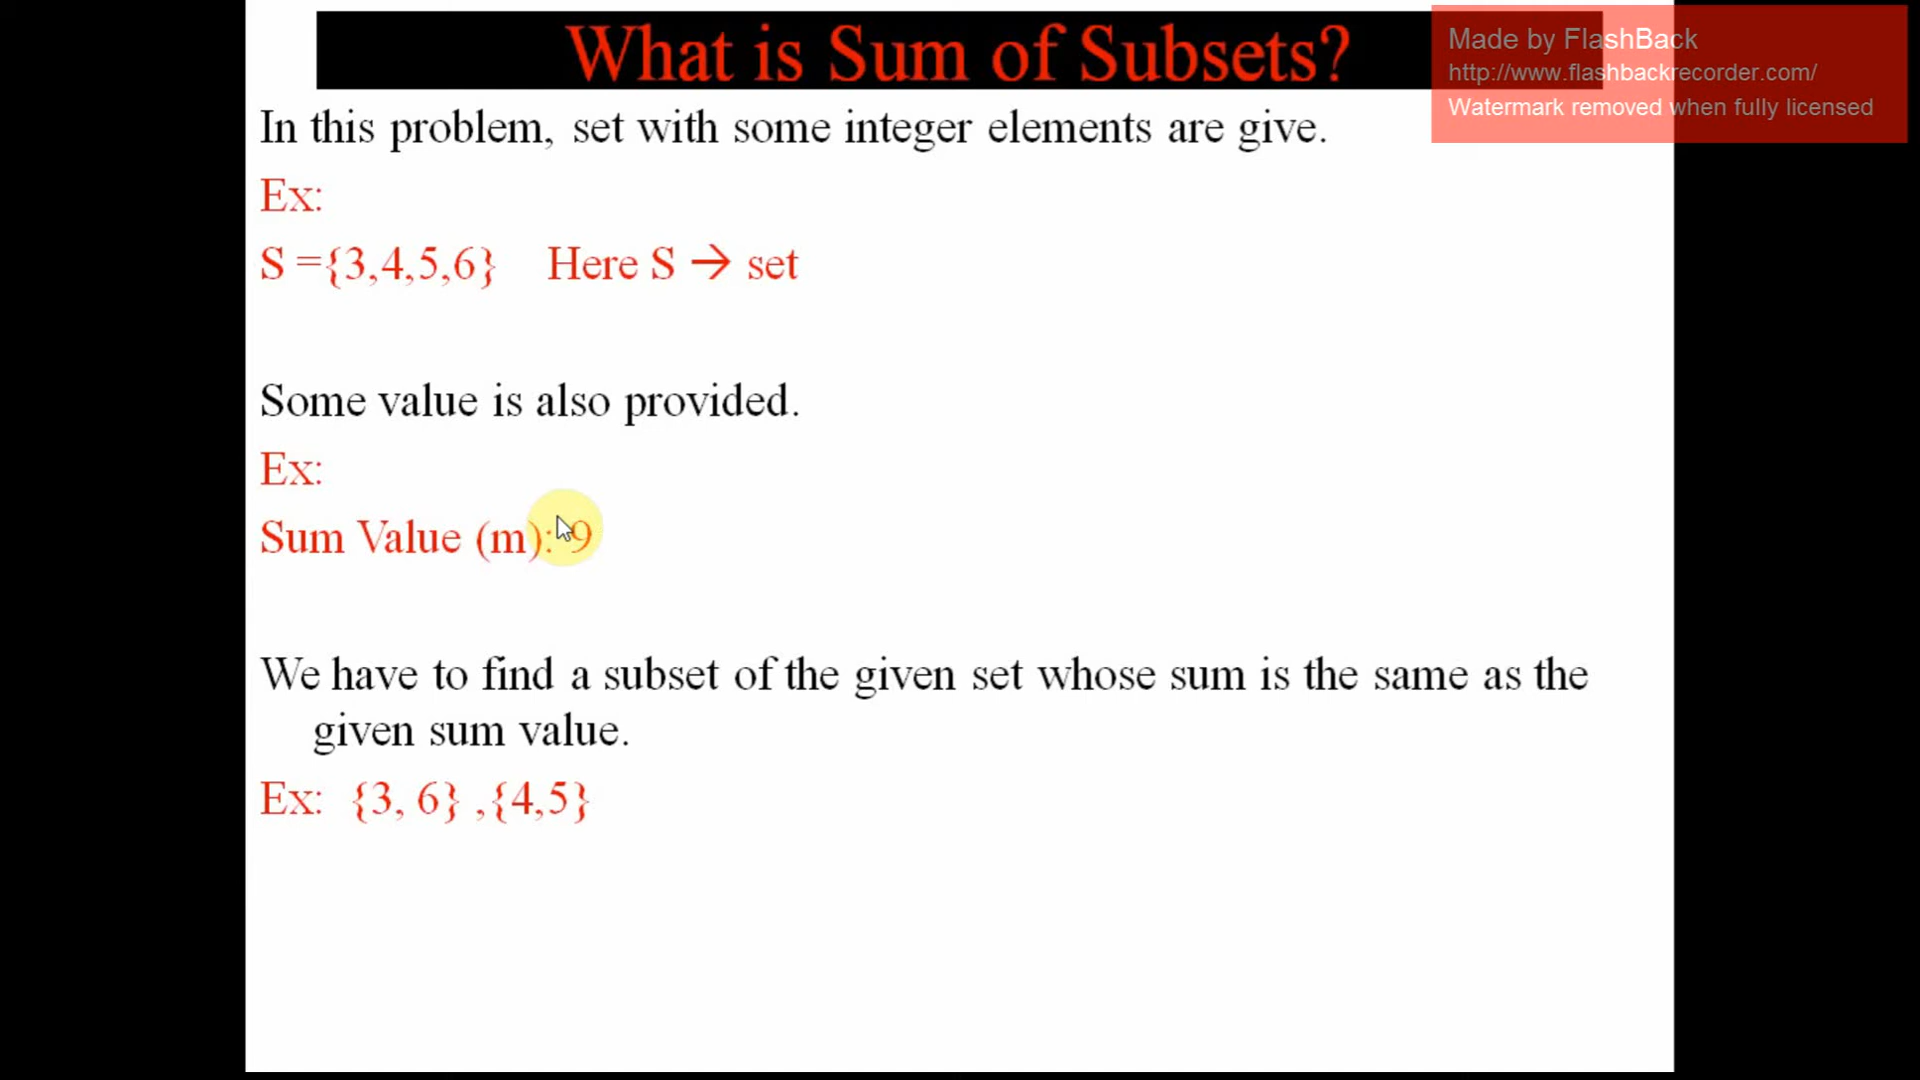 What is Sum of Subsets?
Made by FlashBack
http://www.flashbackrecorder.com/
Watermark removed when fully licensed
In this problem, set with some integer elements are give.
Ex:
S ={3,4,5,6}    Here S → set
Some value is also provided.
Ex:
Sum Value (m): 9
We have to find a subset of the given set whose sum is the same as the
given sum value.
Ex:  {3, 6} ,{4,5}